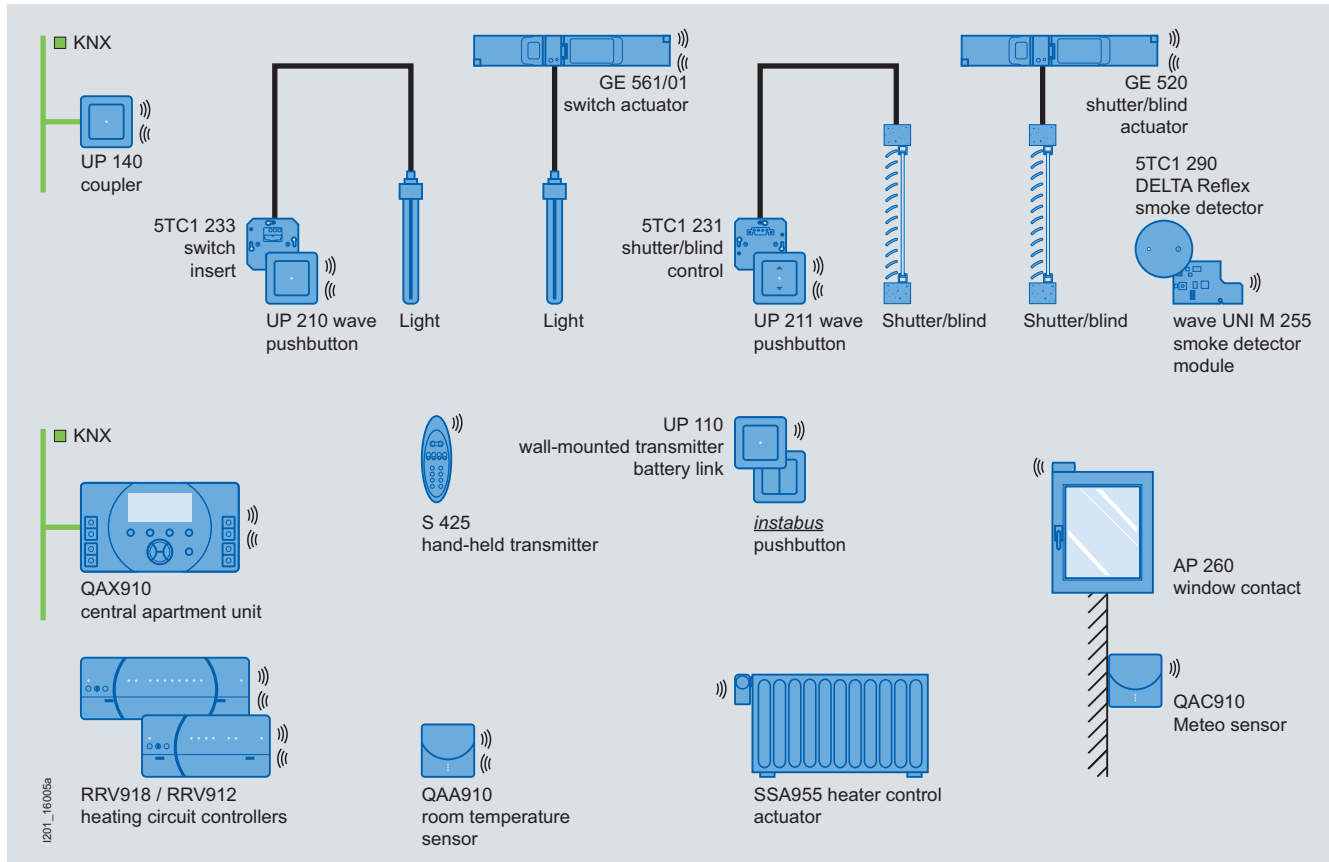 KNX
UP 140
coupler
5TC1 233
switch
insert
UP 210 wave
pushbutton
Light
GE 561/01
switch actuator
Light
5TC1 231
shutter/blind
control
UP 211 wave
pushbutton
Shutter/blind
GE 520
shutter/blind
actuator
Shutter/blind
5TC1 290
DELTA Reflex
smoke detector
wave UNI M 255
smoke detector
module
KNX
QAX910
central apartment unit
S 425
hand-held transmitter
UP 110
wall-mounted transmitter
battery link
instabus
pushbutton
AP 260
window contact
QAC910
Meteo sensor
RRV918 / RRV912
heating circuit controllers
QAA910
room temperature
sensor
SSA955 heater control
actuator
I201_16005a